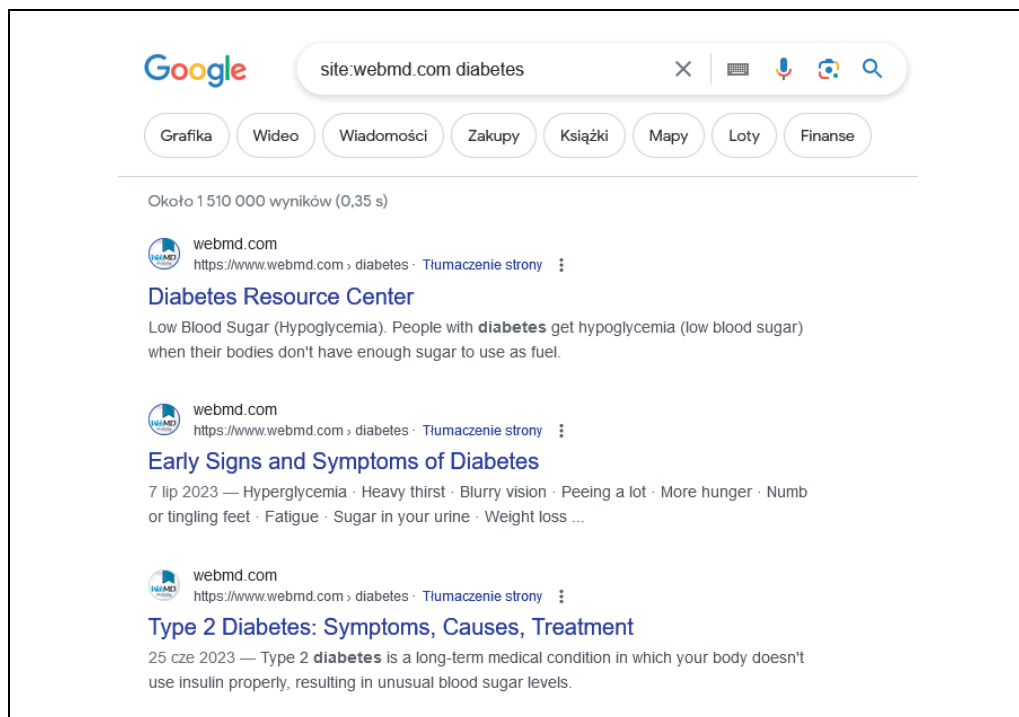 Google
site:webmd.com diabetes
Grafika Wideo Wiadomości Zakupy Książki Mapy Loty Finanse
Około 1 510 000 wyników (0,35 s)
webmd.com
https://www.webmd.com › diabetes · Tłumaczenie strony
Diabetes Resource Center
Low Blood Sugar (Hypoglycemia). People with diabetes get hypoglycemia (low blood sugar)
when their bodies don't have enough sugar to use as fuel.
webmd.com
https://www.webmd.com › diabetes · Tłumaczenie strony
Early Signs and Symptoms of Diabetes
7 lip 2023 — Hyperglycemia · Heavy thirst · Blurry vision · Peeing a lot · More hunger · Numb
or tingling feet · Fatigue · Sugar in your urine · Weight loss ...
webmd.com
https://www.webmd.com › diabetes · Tłumaczenie strony
Type 2 Diabetes: Symptoms, Causes, Treatment
25 cze 2023 — Type 2 diabetes is a long-term medical condition in which your body doesn't
use insulin properly, resulting in unusual blood sugar levels.